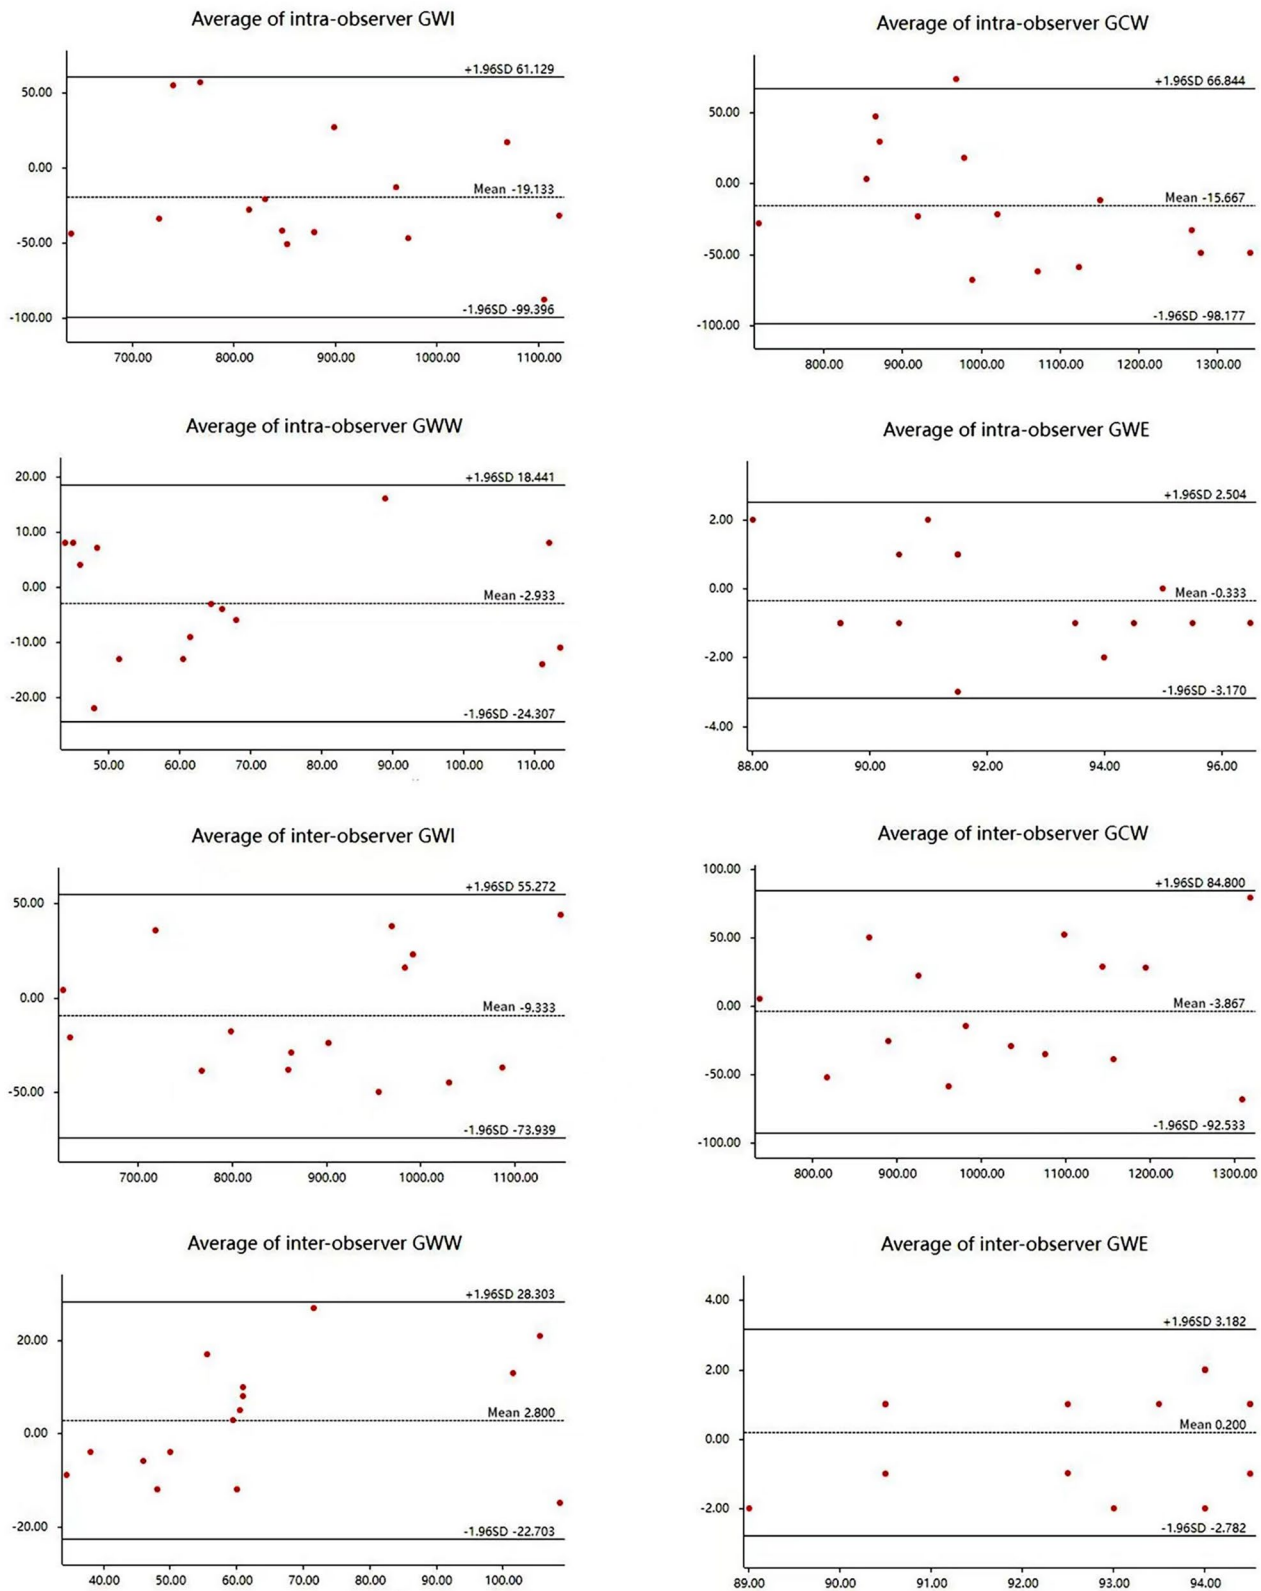 Average of intra-observer GWI
+1.96SD 61.129
50.00
0.00
Mean -19.133
-50.00
-1.96SD -99.396
-100.00
700.00 800.00 900.00 1000.00 1100.00
Average of intra-observer GCW
+1.96SD 66.844
50.00
0.00
Mean -15.667
-50.00
-1.96SD -98.177
-100.00
800.00 900.00 1000.00 1100.00 1200.00 1300.00
Average of intra-observer GWW
20.00
+1.96SD 18.441
10.00
0.00
Mean -2.933
-10.00
-20.00
-1.96SD -24.307
50.00 60.00 70.00 80.00 90.00 100.00 110.00
Average of intra-observer GWE
+1.96SD 2.504
2.00
0.00
Mean -0.333
-2.00
-1.96SD -3.170
-4.00
88.00 90.00 92.00 94.00 96.00
Average of inter-observer GWI
+1.96SD 55.272
50.00
0.00
Mean -9.333
-50.00
-1.96SD -73.939
700.00 800.00 900.00 1000.00 1100.00
Average of inter-observer GCW
100.00
+1.96SD 84.800
50.00
0.00
Mean -3.867
-50.00
-1.96SD -92.533
-100.00
800.00 900.00 1000.00 1100.00 1200.00 1300.00
Average of inter-observer GWW
+1.96SD 28.303
20.00
Mean 2.800
0.00
-20.00
-1.96SD -22.703
40.00 50.00 60.00 70.00 80.00 90.00 100.00
Average of inter-observer GWE
4.00
+1.96SD 3.182
2.00
Mean 0.200
0.00
-2.00
-1.96SD -2.782
89.00 90.00 91.00 92.00 93.00 94.00